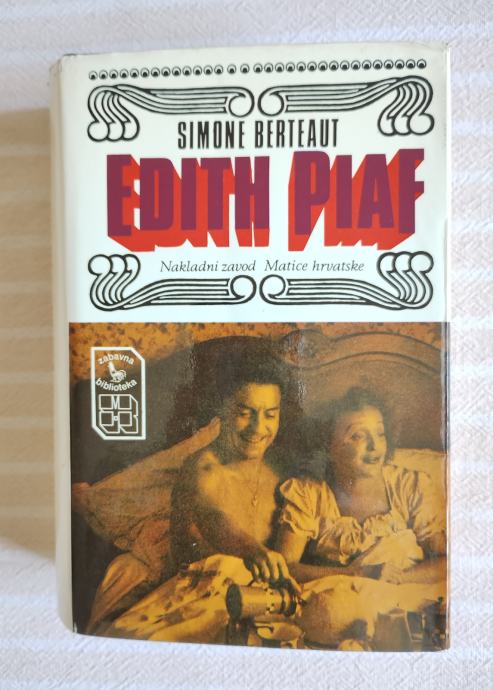 SIMONE BERTEAUT
EDITH PIAF
Nakladni zavod Matice hrvatske
zabavna
biblioteka